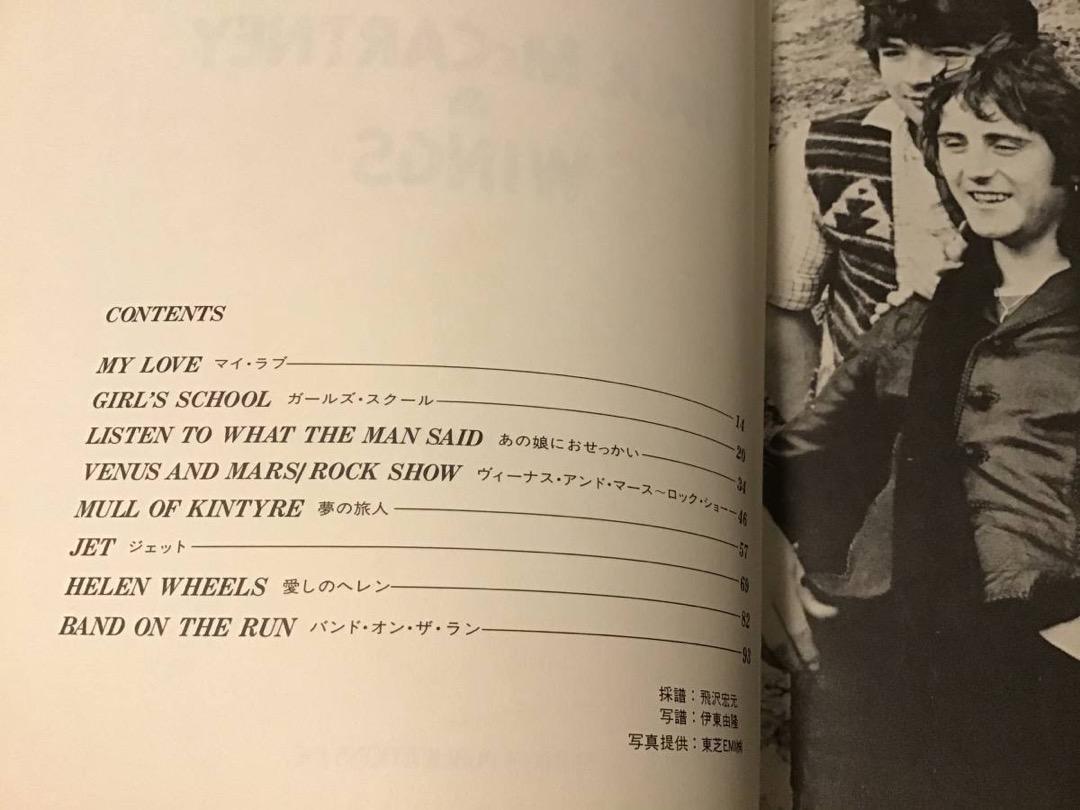 McCARTNEY
&
WINGS
CONTENTS
MY LOVE マイ・ラブ 14
GIRL'S SCHOOL ガールズ・スクール 20
LISTEN TO WHAT THE MAN SAID あの娘におせっかい 34
VENUS AND MARS/ROCK SHOW ヴィーナス・アンド・マース〜ロック・ショー 46
MULL OF KINTYRE 夢の旅人 57
JET ジェット 69
HELEN WHEELS 愛しのヘレン 82
BAND ON THE RUN バンド・オン・ザ・ラン 93
採譜：飛沢宏元
写譜：伊東由隆
写真提供：東芝EMI㈱